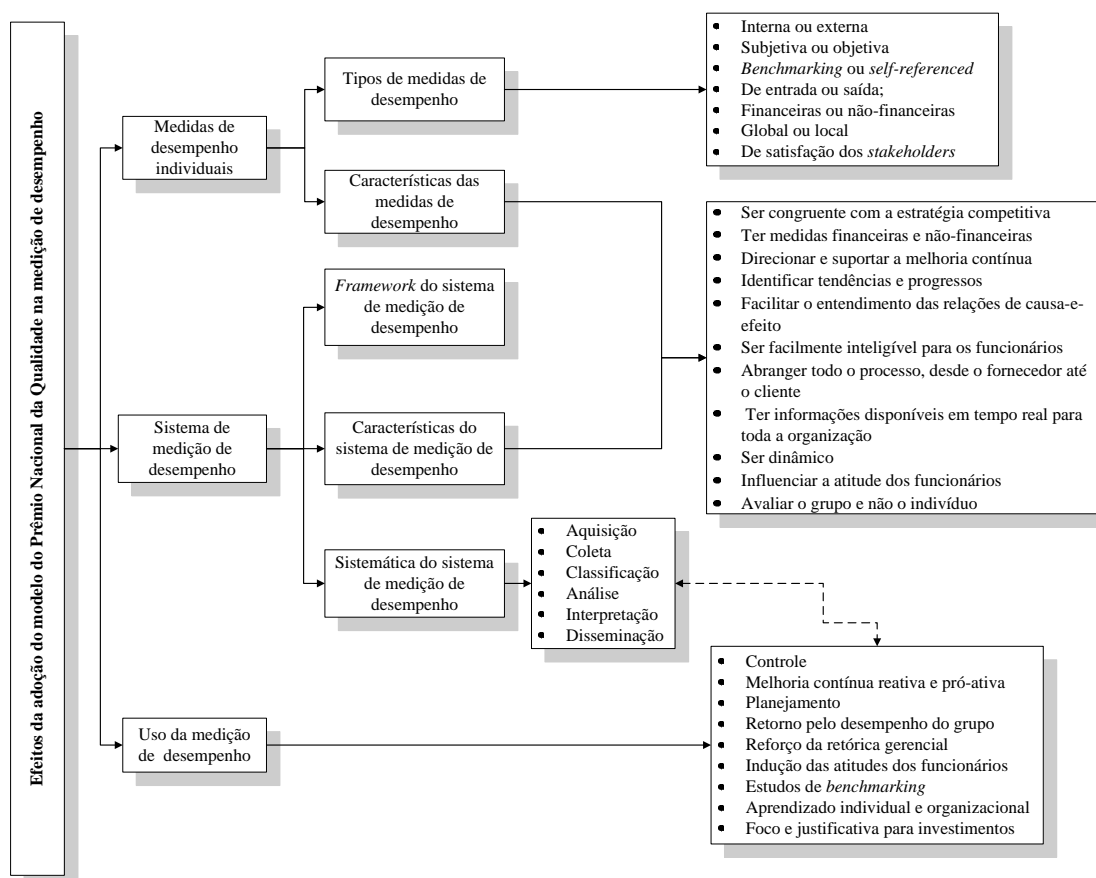 Efeitos da adoção do modelo do Prêmio Nacional da Qualidade na medição de desempenho
Medidas de
desempenho
individuais
Tipos de medidas de
desempenho
• Interna ou externa
• Subjetiva ou objetiva
• Benchmarking ou self-referenced
• De entrada ou saída;
• Financeiras ou não-financeiras
• Global ou local
• De satisfação dos stakeholders
Características das
medidas de
desempenho
• Ser congruente com a estratégia competitiva
• Ter medidas financeiras e não-financeiras
• Direcionar e suportar a melhoria contínua
• Identificar tendências e progressos
• Facilitar o entendimento das relações de causa-e-
efeito
• Ser facilmente inteligível para os funcionários
• Abranger todo o processo, desde o fornecedor até
o cliente
• Ter informações disponíveis em tempo real para
toda a organização
• Ser dinâmico
• Influenciar a atitude dos funcionários
• Avaliar o grupo e não o indivíduo
Sistema de
medição de
desempenho
Framework do sistema
de medição de
desempenho
Características do
sistema de medição de
desempenho
Sistemática do sistema
de medição de
desempenho
• Aquisição
• Coleta
• Classificação
• Análise
• Interpretação
• Disseminação
Uso da medição
de desempenho
• Controle
• Melhoria contínua reativa e pró-ativa
• Planejamento
• Retorno pelo desempenho do grupo
• Reforço da retórica gerencial
• Indução das atitudes dos funcionários
• Estudos de benchmarking
• Aprendizado individual e organizacional
• Foco e justificativa para investimentos